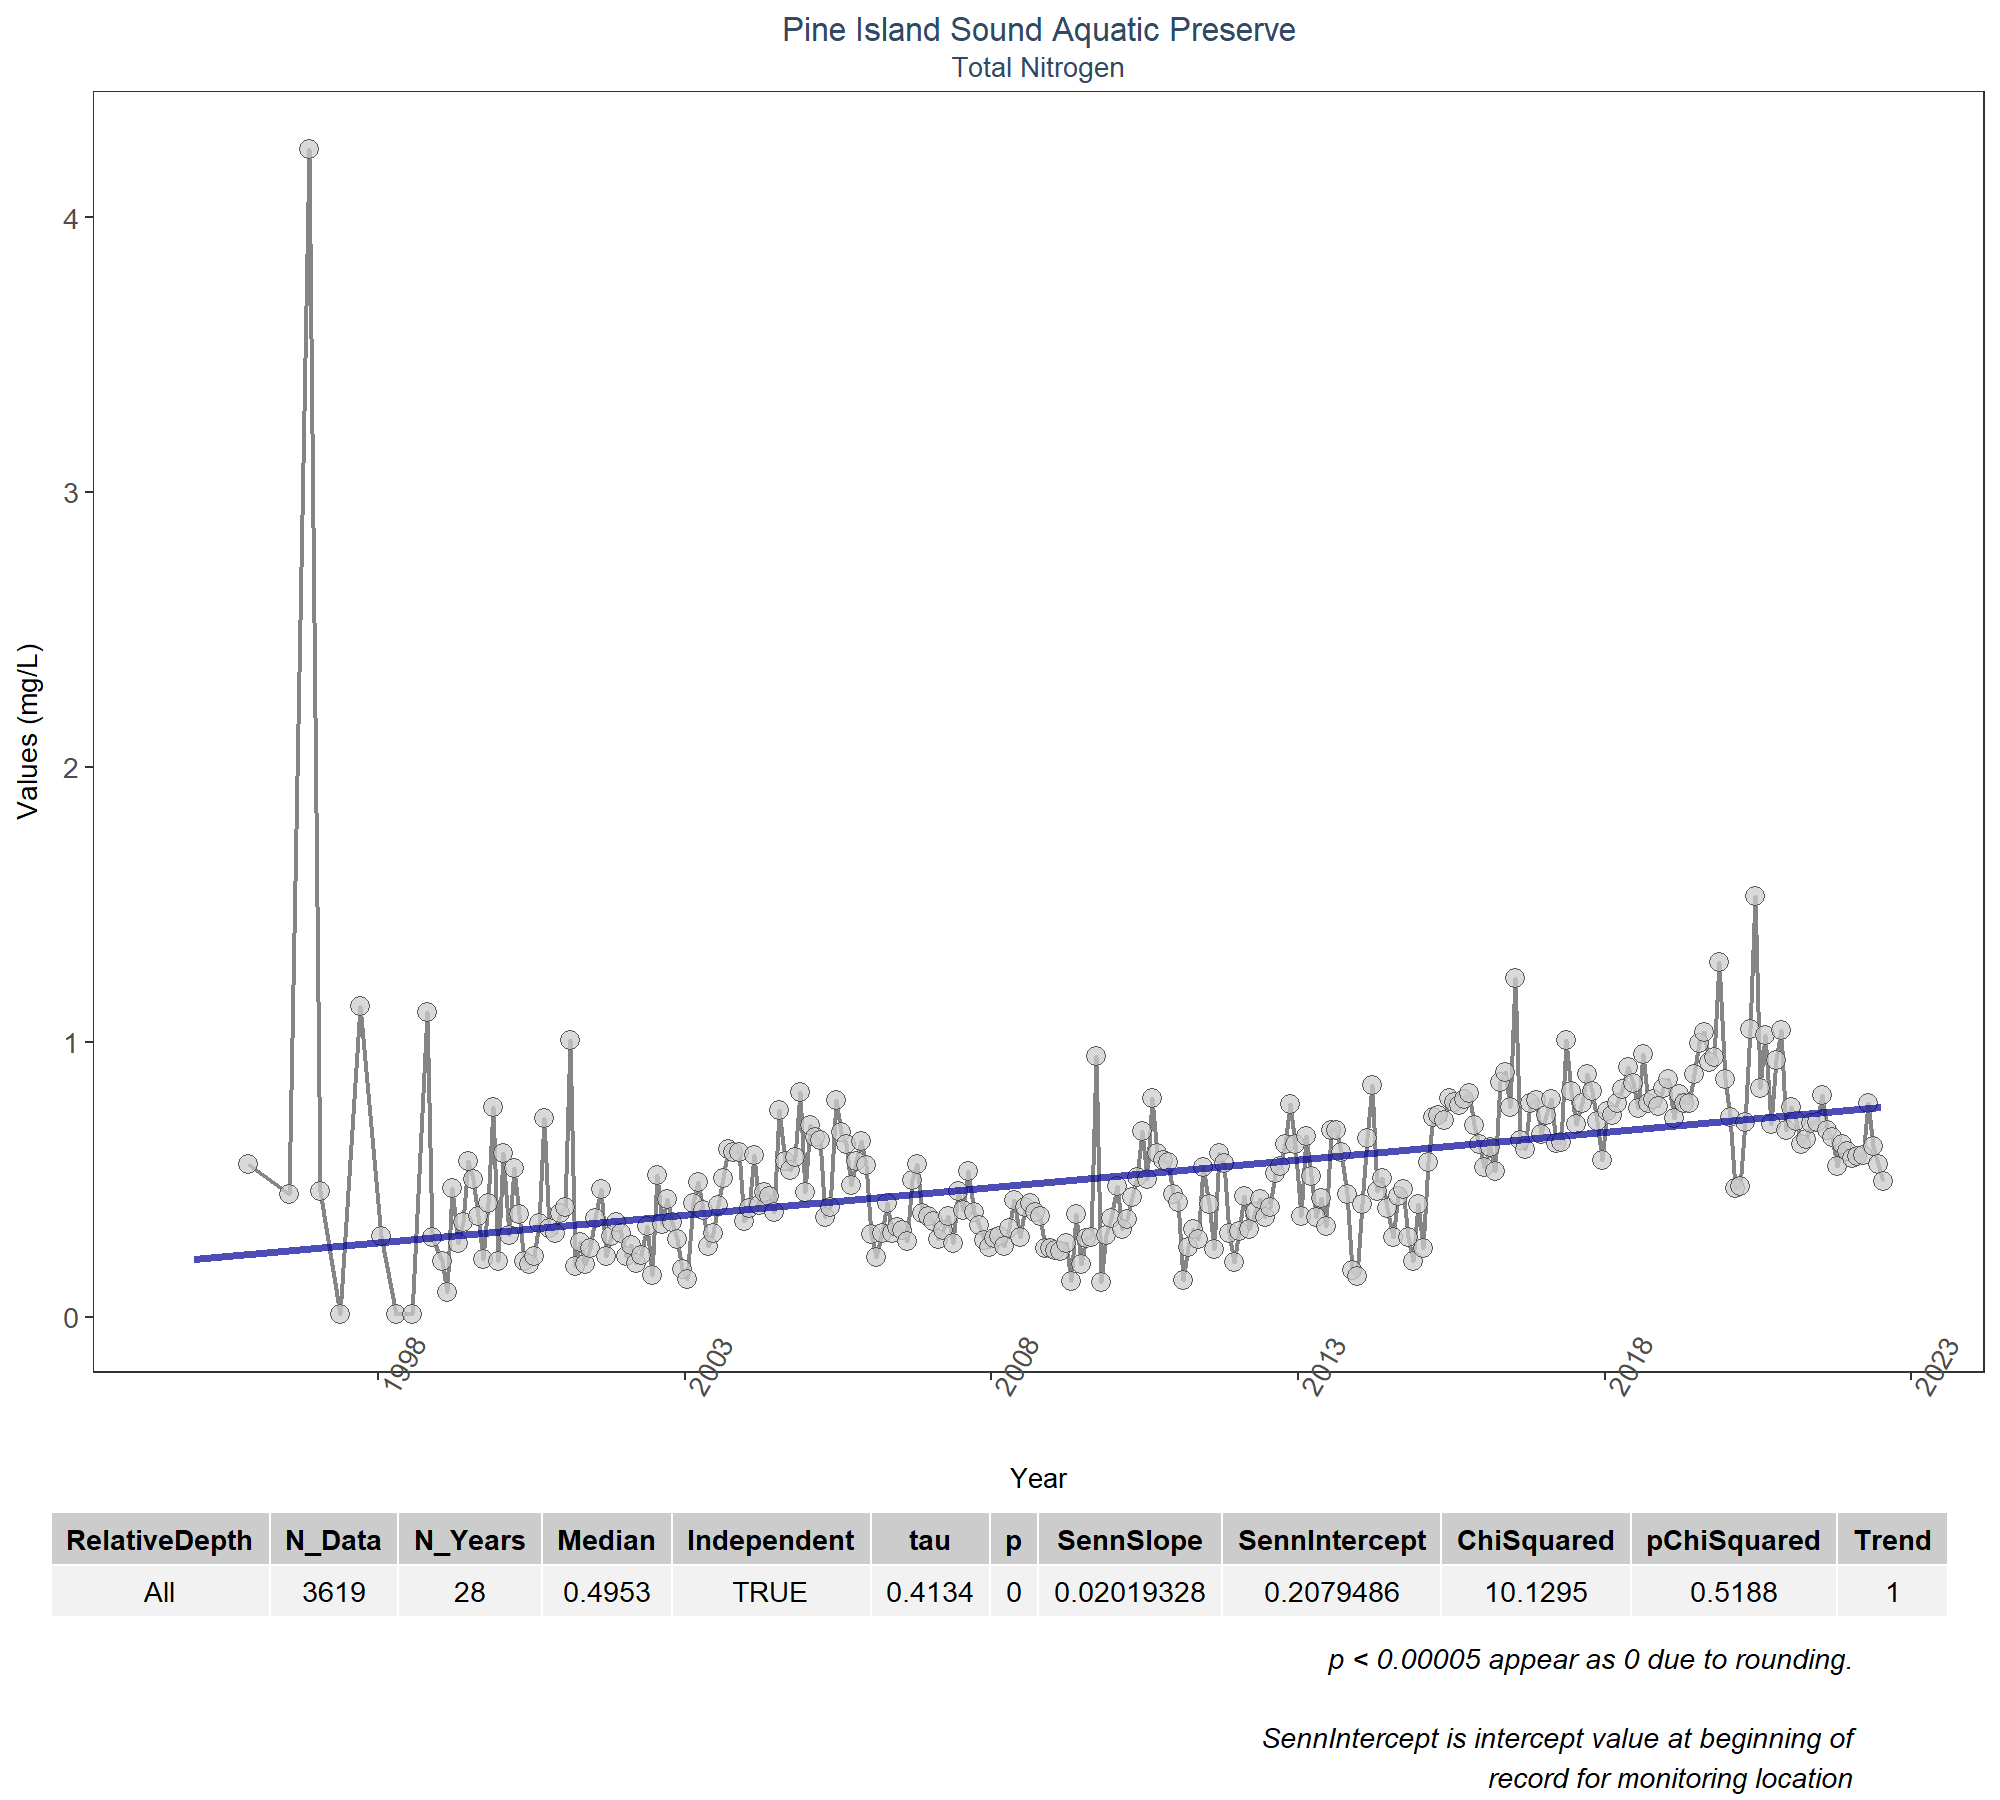 Pine Island Sound Aquatic Preserve
Total Nitrogen
Values (mg/L)
4
3
2
1
0
1998 2003 2008 2013 2018 2023
Year
RelativeDepth N_Data N_Years Median Independent tau p SennSlope SennIntercept ChiSquared pChiSquared Trend
All 3619 28 0.4953 TRUE 0.4134 0 0.02019328 0.2079486 10.1295 0.5188 1
p < 0.00005 appear as 0 due to rounding.
SennIntercept is intercept value at beginning of
record for monitoring location